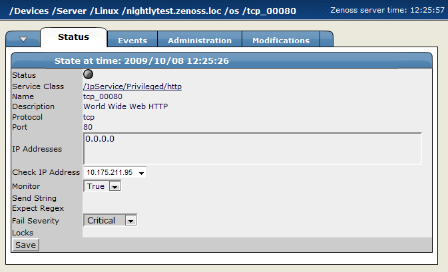 /Devices /Server /Linux /nightlytest.zenoss.loc /os /tcp_00080 Zenoss server time: 12:25:57
Status Events Administration Modifications
State at time: 2009/10/08 12:25:26
Status
Service Class /IpService/Privileged/http
Name tcp_00080
Description World Wide Web HTTP
Protocol tcp
Port 80
IP Addresses 0.0.0.0
Check IP Address 10.175.211.95
Monitor True
Send String
Expect Regex
Fail Severity Critical
Locks
Save